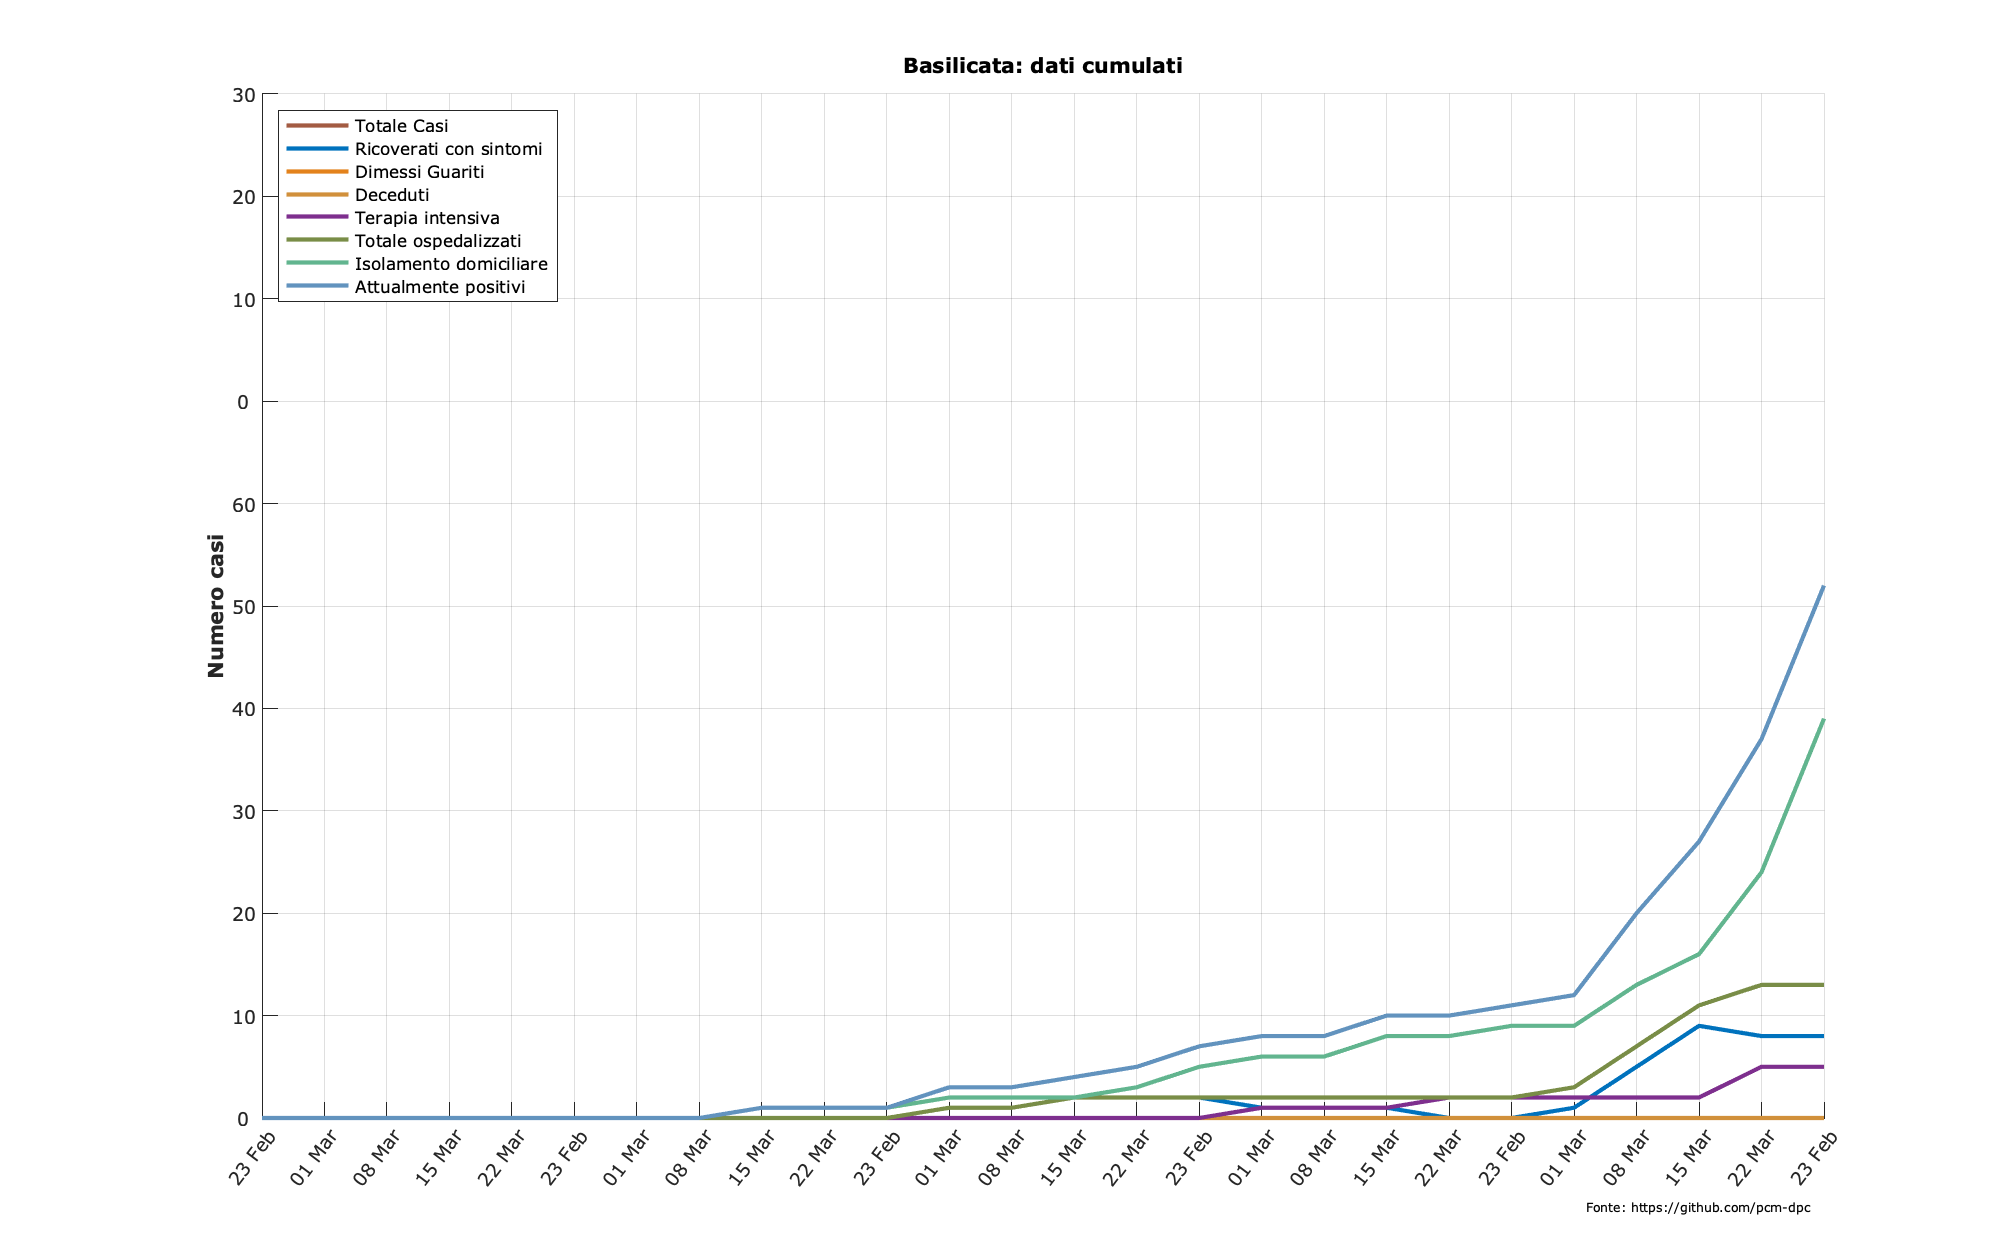 Basilicata: dati cumulati
30
20
10
0
60
50
40
30
20
10
0
Numero casi
Totale Casi
Ricoverati con sintomi
Dimessi Guariti
Deceduti
Terapia intensiva
Totale ospedalizzati
Isolamento domiciliare
Attualmente positivi
23 Feb
01 Mar
08 Mar
15 Mar
22 Mar
23 Feb
01 Mar
08 Mar
15 Mar
22 Mar
23 Feb
01 Mar
08 Mar
15 Mar
22 Mar
23 Feb
01 Mar
08 Mar
15 Mar
22 Mar
23 Feb
01 Mar
08 Mar
15 Mar
22 Mar
23 Feb
Fonte: https://github.com/pcm-dpc